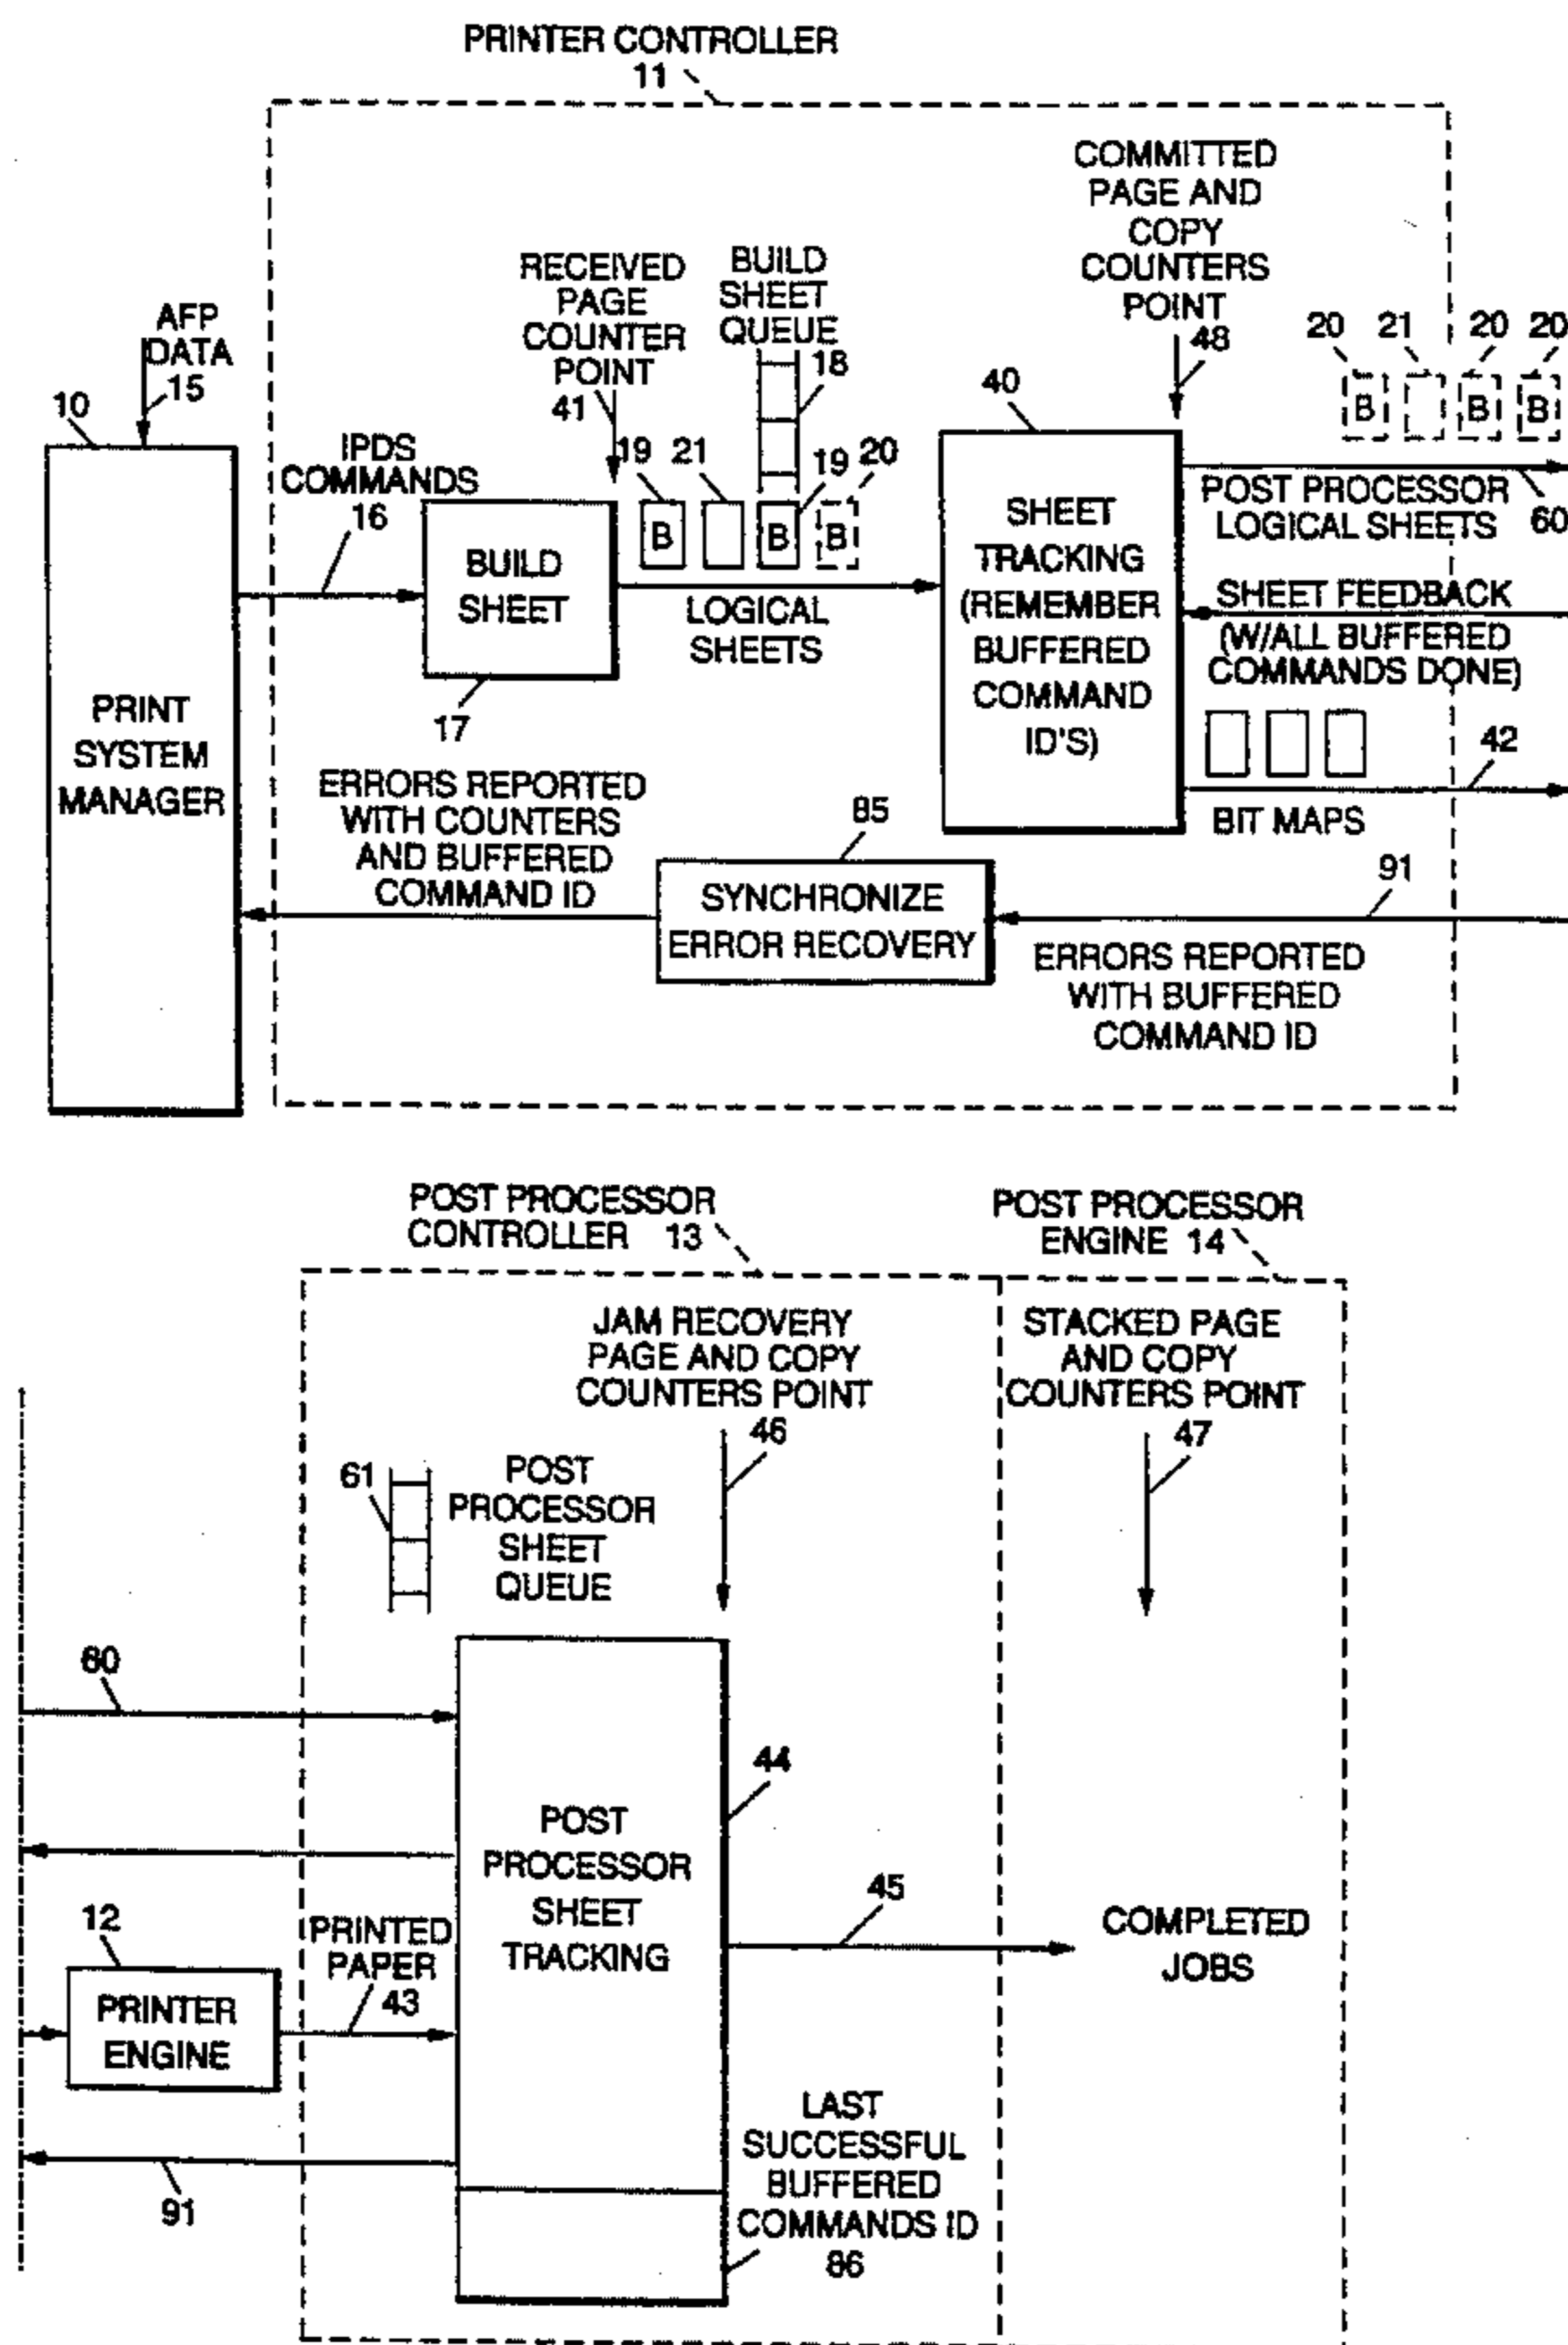 PRINTER CONTROLLER
11
COMMITTED
PAGE AND
COPY
COUNTERS
POINT
48
RECEIVED
PAGE
COUNTER
POINT
41
BUILD
SHEET
QUEUE
18
AFP
DATA
15
10
IPDS
COMMANDS
16
19 21
19 20
B
B
B
40
20 21 20 20
B
B
B
BUILD
SHEET
17
LOGICAL
SHEETS
SHEET
TRACKING
(REMEMBER
BUFFERED
COMMAND
ID'S)
POST PROCESSOR
LOGICAL SHEETS
60
SHEET FEEDBACK
(W/ALL BUFFERED
COMMANDS DONE)
42
BIT MAPS
PRINT
SYSTEM
MANAGER
ERRORS REPORTED
WITH COUNTERS
AND BUFFERED
COMMAND ID
85
SYNCHRONIZE
ERROR RECOVERY
91
ERRORS REPORTED
WITH BUFFERED
COMMAND ID
POST PROCESSOR
CONTROLLER 13
POST PROCESSOR
ENGINE 14
JAM RECOVERY
PAGE AND COPY
COUNTERS POINT
46
STACKED PAGE
AND COPY
COUNTERS POINT
47
61
POST
PROCESSOR
SHEET
QUEUE
60
44
POST
PROCESSOR
SHEET
TRACKING
45
COMPLETED
JOBS
12
PRINTER
ENGINE
PRINTED
PAPER
43
91
LAST
SUCCESSFUL
BUFFERED
COMMANDS ID
86